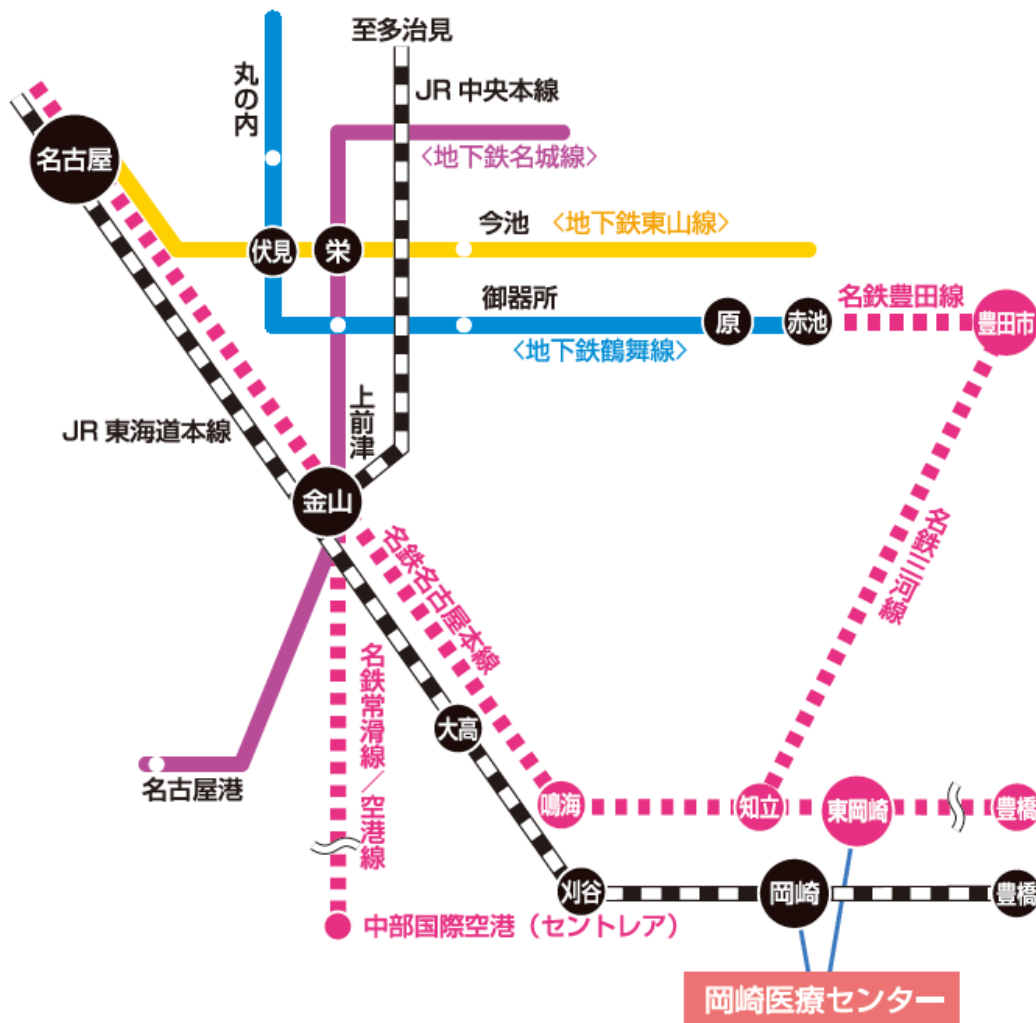 至多治見
丸の内
JR 中央本線
名古屋
〈地下鉄名城線〉
今池
〈地下鉄東山線〉
伏見
栄
御器所
名鉄豊田線
原
赤池
豊田市
〈地下鉄鶴舞線〉
上前津
JR 東海道本線
金山
名鉄名古屋本線
名鉄三河線
名鉄常滑線／空港線
大高
名古屋港
鳴海
知立
東岡崎
豊橋
刈谷
岡崎
豊橋
中部国際空港（セントレア）
岡崎医療センター